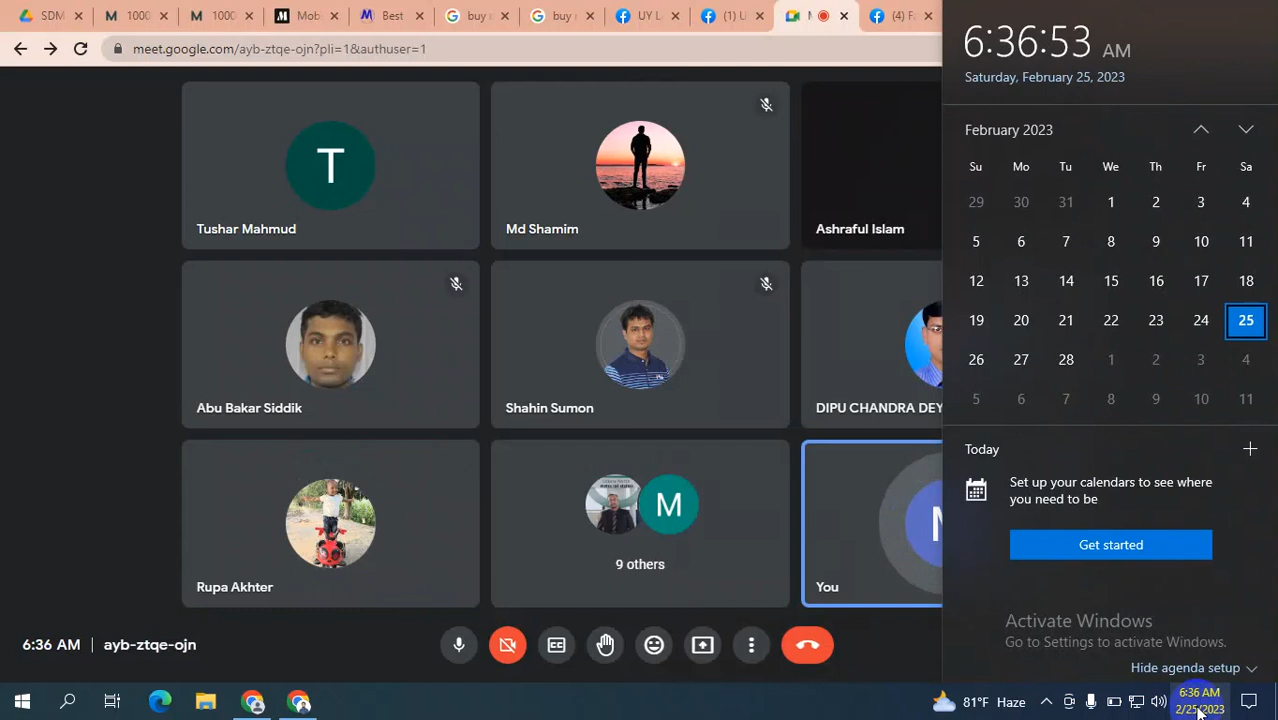 SDM
1000
1000
Mob
Best
buy
buy
UY L
(1) U
M
(4) Fa
meet.google.com/ayb-ztqe-ojn?pli=1&authuser=1
6:36:53 AM
Saturday, February 25, 2023
February 2023
Su Mo Tu We Th Fr Sa
29 30 31 1 2 3 4
5 6 7 8 9 10 11
12 13 14 15 16 17 18
19 20 21 22 23 24 25
26 27 28 1 2 3 4
5 6 7 8 9 10 11
Today
Set up your calendars to see where
you need to be
Get started
Activate Windows
Go to Settings to activate Windows.
Hide agenda setup
T
Tushar Mahmud
Md Shamim
Ashraful Islam
Abu Bakar Siddik
Shahin Sumon
DIPU CHANDRA DEY
Rupa Akhter
M
9 others
You
6:36 AM | ayb-ztqe-ojn
81°F Haze
6:36 AM
2/25/2023